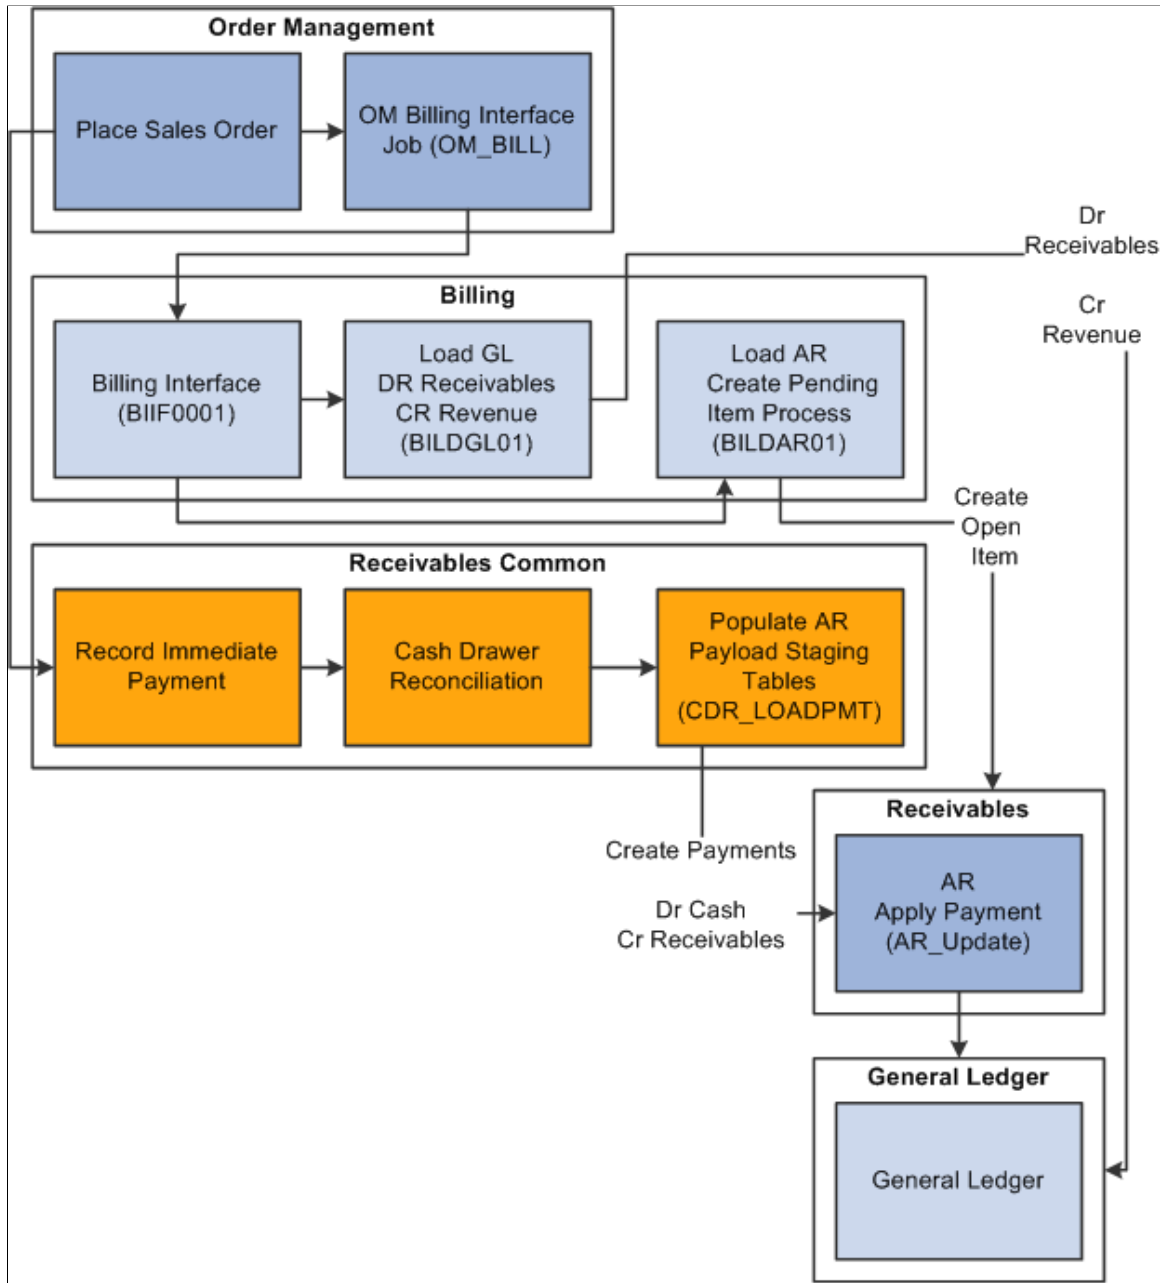 Order Management
Place Sales Order
OM Billing Interface
Job (OM_BILL)
Dr
Receivables
Cr
Revenue
Billing
Billing Interface
(BIIF0001)
Load GL
DR Receivables
CR Revenue
(BILDGL01)
Load AR
Create Pending
Item Process
(BILDAR01)
Create
Open
Item
Receivables Common
Record Immediate
Payment
Cash Drawer
Reconciliation
Populate AR
Payload Staging
Tables
(CDR_LOADPMT)
Create Payments
Dr Cash
Cr Receivables
Receivables
AR
Apply Payment
(AR_Update)
General Ledger
General Ledger